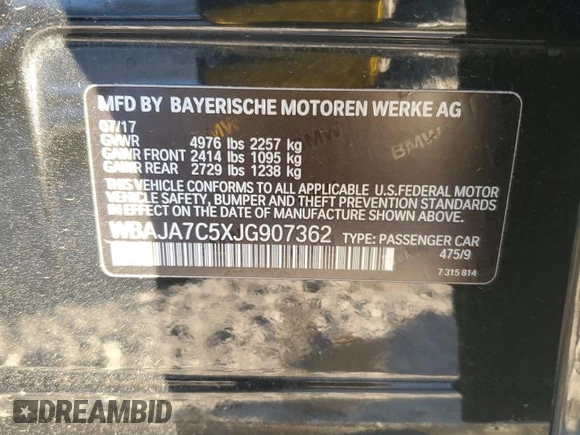 MFD BY BAYERISCHE MOTOREN WERKE AG
07/17
GVWR 4976 lbs 2257 kg
GAWR FRONT 2414 lbs 1095 kg
GAWR REAR 2729 lbs 1238 kg
THIS VEHICLE CONFORMS TO ALL APPLICABLE U.S.FEDERAL MOTOR
VEHICLE SAFETY, BUMPER, AND THEFT PREVENTION STANDARDS
IN EFFECT ON THE DATE OF MANUFACTURE SHOWN ABOVE.
WBAJA7C5XJG907362 TYPE: PASSENGER CAR
475/9
7 315 814
BMW
DREAMBID